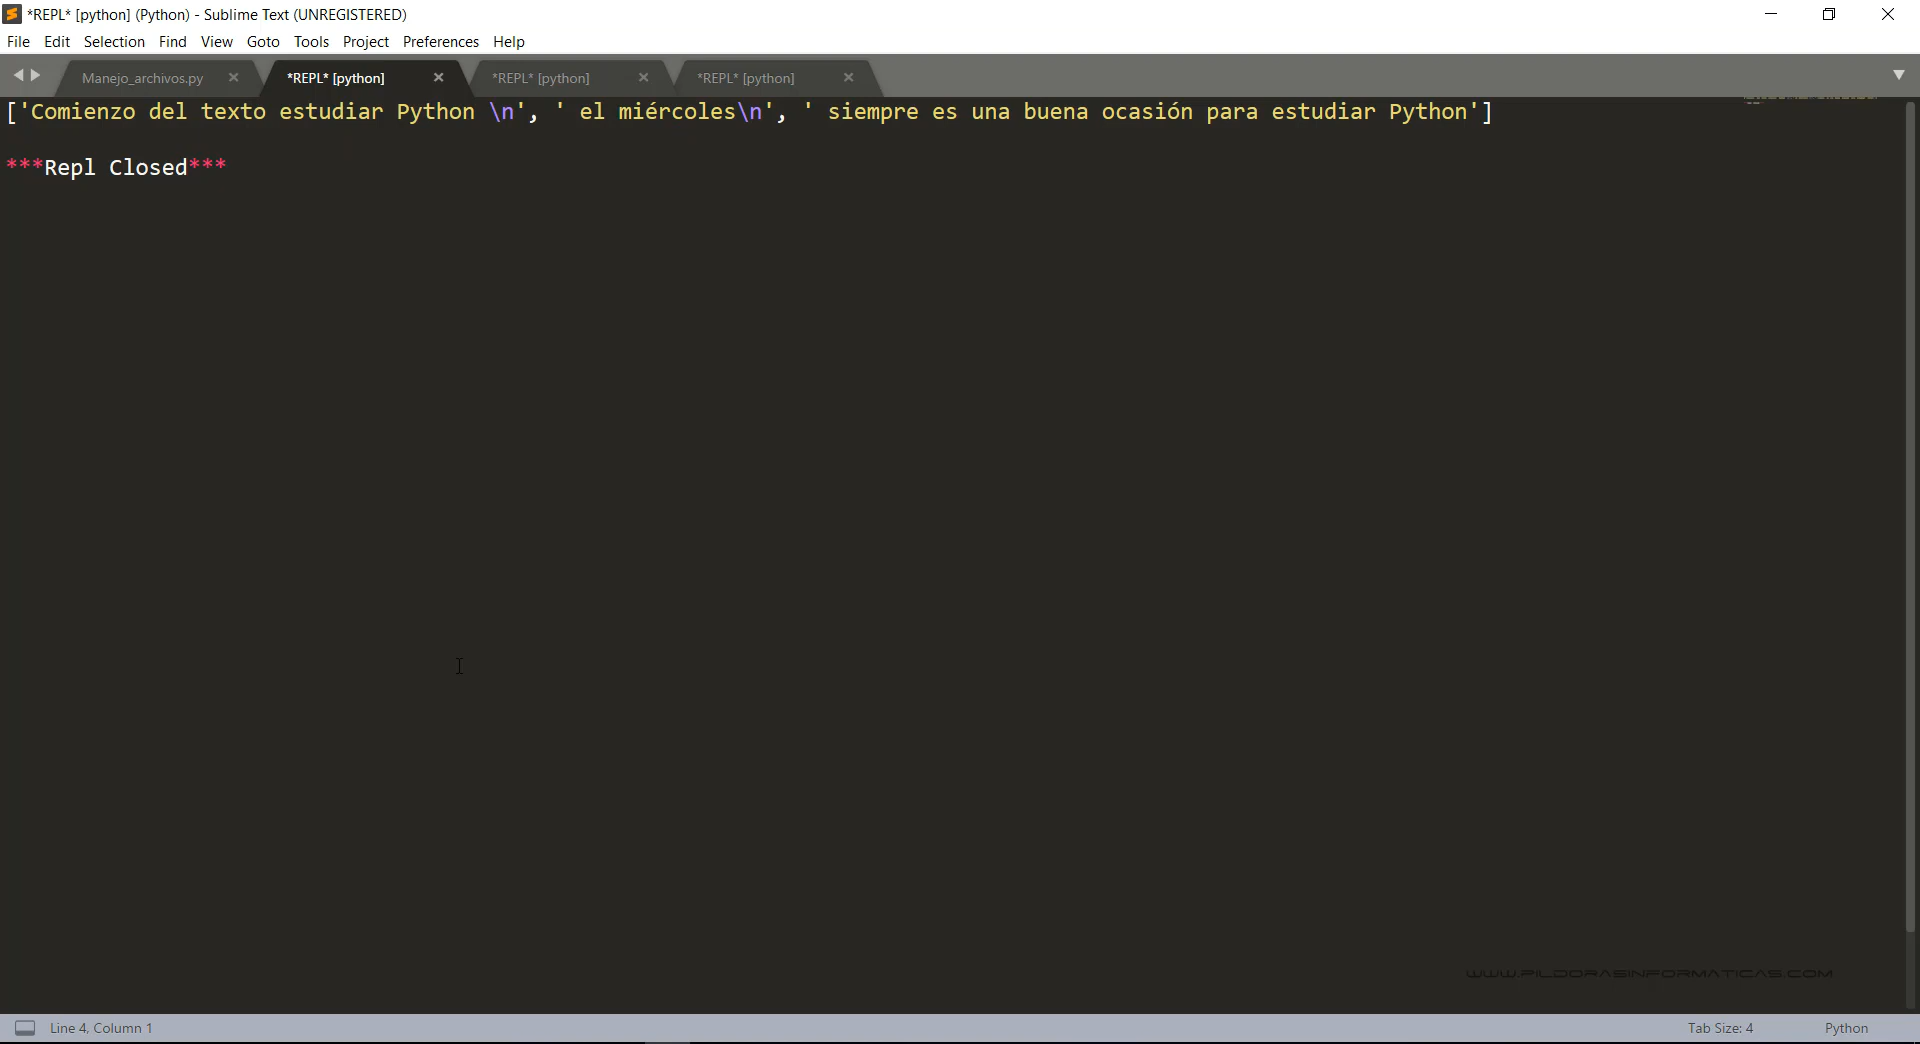 *REPL* [python] (Python) - Sublime Text (UNREGISTERED)
File Edit Selection Find View Goto Tools Project Preferences Help
Manejo_archivos.py *REPL* [python] *REPL* [python] *REPL* [python]
['Comienzo del texto estudiar Python \n', ' el miércoles\n', ' siempre es una buena ocasión para estudiar Python']
***Repl Closed***
WWW.PILDORASINFORMATICAS.COM
Line 4, Column 1 Tab Size: 4 Python